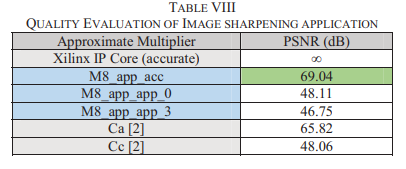 TABLE VIII
QUALITY EVALUATION OF IMAGE SHARPENING APPLICATION
Approximate Multiplier PSNR (dB)
Xilinx IP Core (accurate) ∞
M8_app_acc 69.04
M8_app_app_0 48.11
M8_app_app_3 46.75
Ca [2] 65.82
Cc [2] 48.06